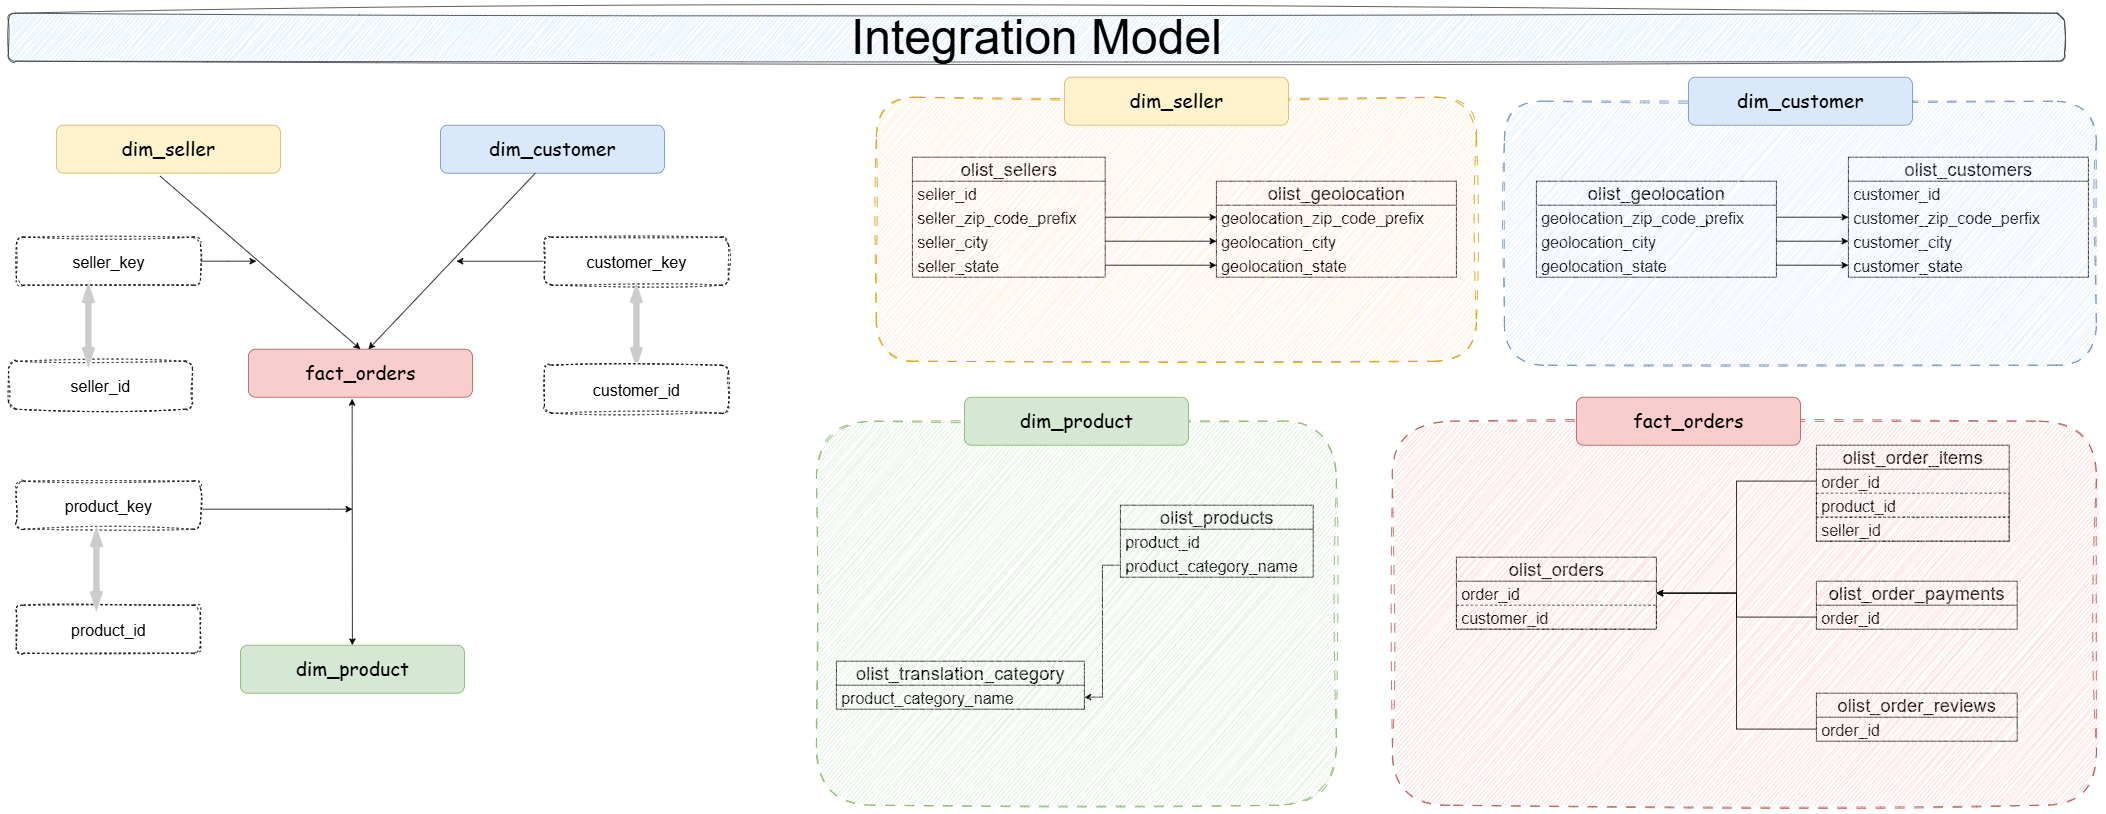 Integration Model
dim_seller
dim_customer
seller_key
customer_key
seller_id
customer_id
fact_orders
product_key
product_id
dim_product
dim_seller
olist_sellers
seller_id
seller_zip_code_prefix
seller_city
seller_state
olist_geolocation
geolocation_zip_code_prefix
geolocation_city
geolocation_state
dim_customer
olist_geolocation
geolocation_zip_code_prefix
geolocation_city
geolocation_state
olist_customers
customer_id
customer_zip_code_perfix
customer_city
customer_state
dim_product
olist_products
product_id
product_category_name
olist_translation_category
product_category_name
fact_orders
olist_order_items
order_id
product_id
seller_id
olist_orders
order_id
customer_id
olist_order_payments
order_id
olist_order_reviews
order_id